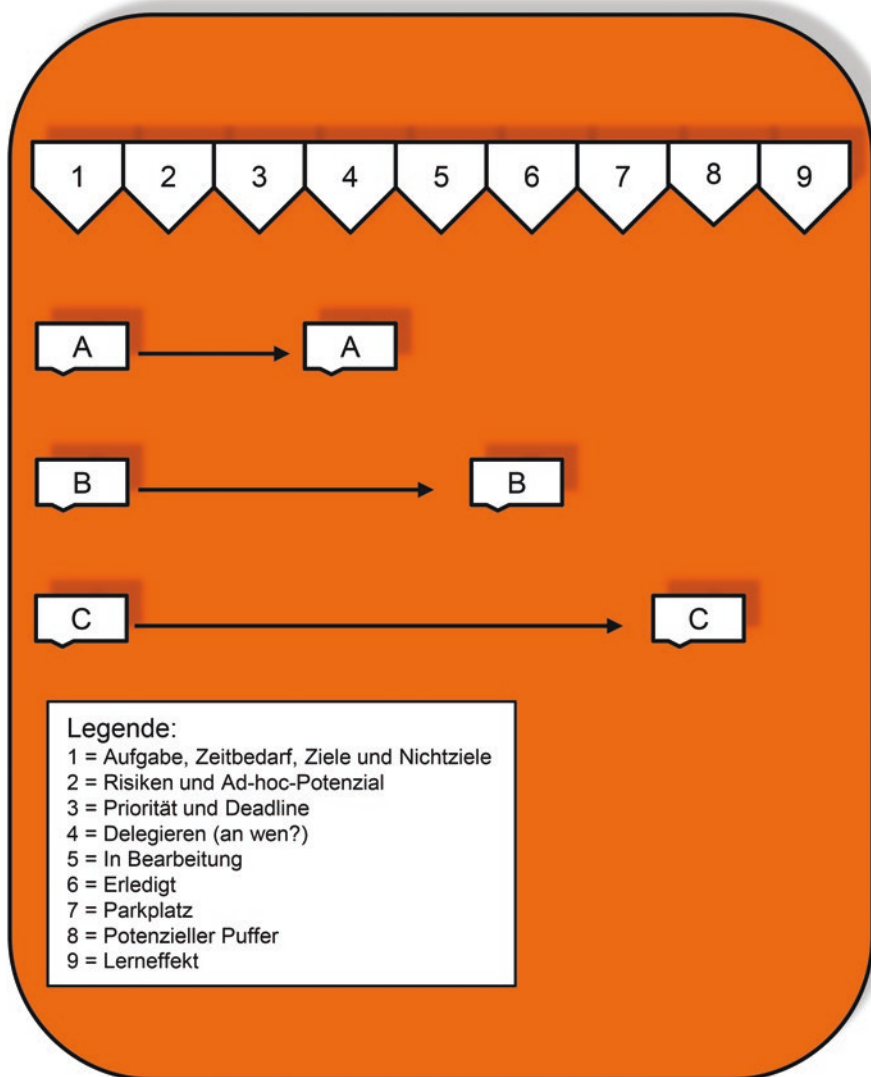 1 2 3 4 5 6 7 8 9
A A
B B
C C
Legende:
1 = Aufgabe, Zeitbedarf, Ziele und Nichtziele
2 = Risiken und Ad-hoc-Potenzial
3 = Priorität und Deadline
4 = Delegieren (an wen?)
5 = In Bearbeitung
6 = Erledigt
7 = Parkplatz
8 = Potenzieller Puffer
9 = Lerneffekt